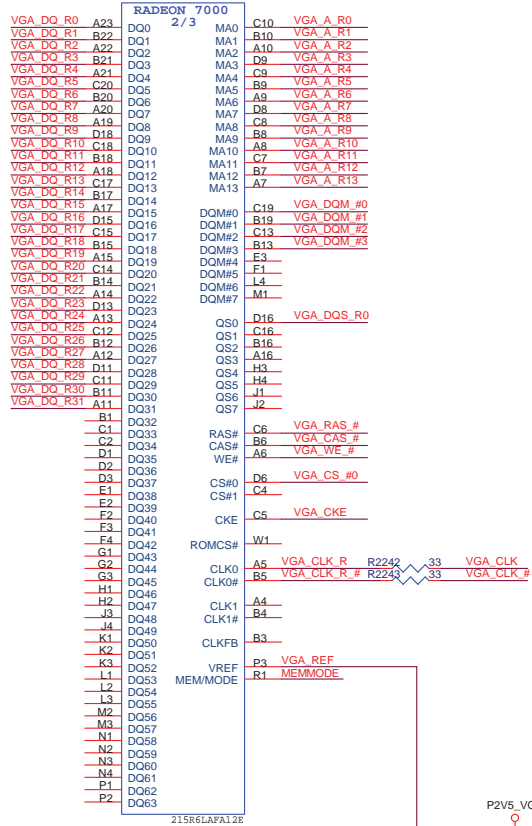 RADEON 7000
2/3
VGA_DQ_R0 A23 DQ0 MA0 C10 VGA_A_R0
VGA_DQ_R1 B22 DQ1 MA1 B10 VGA_A_R1
VGA_DQ_R2 A22 DQ2 MA2 A10 VGA_A_R2
VGA_DQ_R3 B21 DQ3 MA3 D9 VGA_A_R3
VGA_DQ_R4 A21 DQ4 MA4 C9 VGA_A_R4
VGA_DQ_R5 C20 DQ5 MA5 B9 VGA_A_R5
VGA_DQ_R6 B20 DQ6 MA6 A9 VGA_A_R6
VGA_DQ_R7 A20 DQ7 MA7 D8 VGA_A_R7
VGA_DQ_R8 A19 DQ8 MA8 C8 VGA_A_R8
VGA_DQ_R9 D18 DQ9 MA9 B8 VGA_A_R9
VGA_DQ_R10 C18 DQ10 MA10 A8 VGA_A_R10
VGA_DQ_R11 B18 DQ11 MA11 C7 VGA_A_R11
VGA_DQ_R12 A18 DQ12 MA12 B7 VGA_A_R12
VGA_DQ_R13 C17 DQ13 MA13 A7 VGA_A_R13
VGA_DQ_R14 B17 DQ14
VGA_DQ_R15 A17 DQ15 DQM#0 C19 VGA_DQM_#0
VGA_DQ_R16 D15 DQ16 DQM#1 B19 VGA_DQM_#1
VGA_DQ_R17 C15 DQ17 DQM#2 C13 VGA_DQM_#2
VGA_DQ_R18 B15 DQ18 DQM#3 B13 VGA_DQM_#3
VGA_DQ_R19 A15 DQ19 DQM#4 E3
VGA_DQ_R20 C14 DQ20 DQM#5 F1
VGA_DQ_R21 B14 DQ21 DQM#6 L4
VGA_DQ_R22 A14 DQ22 DQM#7 M1
VGA_DQ_R23 D13 DQ23
VGA_DQ_R24 A13 DQ24 QS0 D16 VGA_DQS_R0
VGA_DQ_R25 C12 DQ25 QS1 C16
VGA_DQ_R26 B12 DQ26 QS2 B16
VGA_DQ_R27 A12 DQ27 QS3 A16
VGA_DQ_R28 D11 DQ28 QS4 H3
VGA_DQ_R29 C11 DQ29 QS5 H4
VGA_DQ_R30 B11 DQ30 QS6 J1
VGA_DQ_R31 A11 DQ31 QS7 J2
B1 DQ32
C1 DQ33 RAS# C6 VGA_RAS_#
C2 DQ34 CAS# B6 VGA_CAS_#
D1 DQ35 WE# A6 VGA_WE_#
D2 DQ36
D3 DQ37 CS#0 D6 VGA_CS_#0
E1 DQ38 CS#1 C4
E2 DQ39
F2 DQ40 CKE C5 VGA_CKE
F3 DQ41
F4 DQ42 ROMCS# W1
G1 DQ43
G2 DQ44 CLK0 A5 VGA_CLK_R R2242 33 VGA_CLK
G3 DQ45 CLK0# B5 VGA_CLK_R_# R2243 33 VGA_CLK_#
H1 DQ46
H2 DQ47 CLK1 A4
J3 DQ48 CLK1# B4
J4 DQ49
K1 DQ50 CLKFB B3
K2 DQ51
K3 DQ52 VREF P3 VGA_REF
L1 DQ53 MEM/MODE R1 MEMMODE
L2 DQ54
L3 DQ55
M2 DQ56
M3 DQ57
N1 DQ58
N2 DQ59
N3 DQ60
N4 DQ61
P1 DQ62
P2 DQ63
215R6LAFA12E